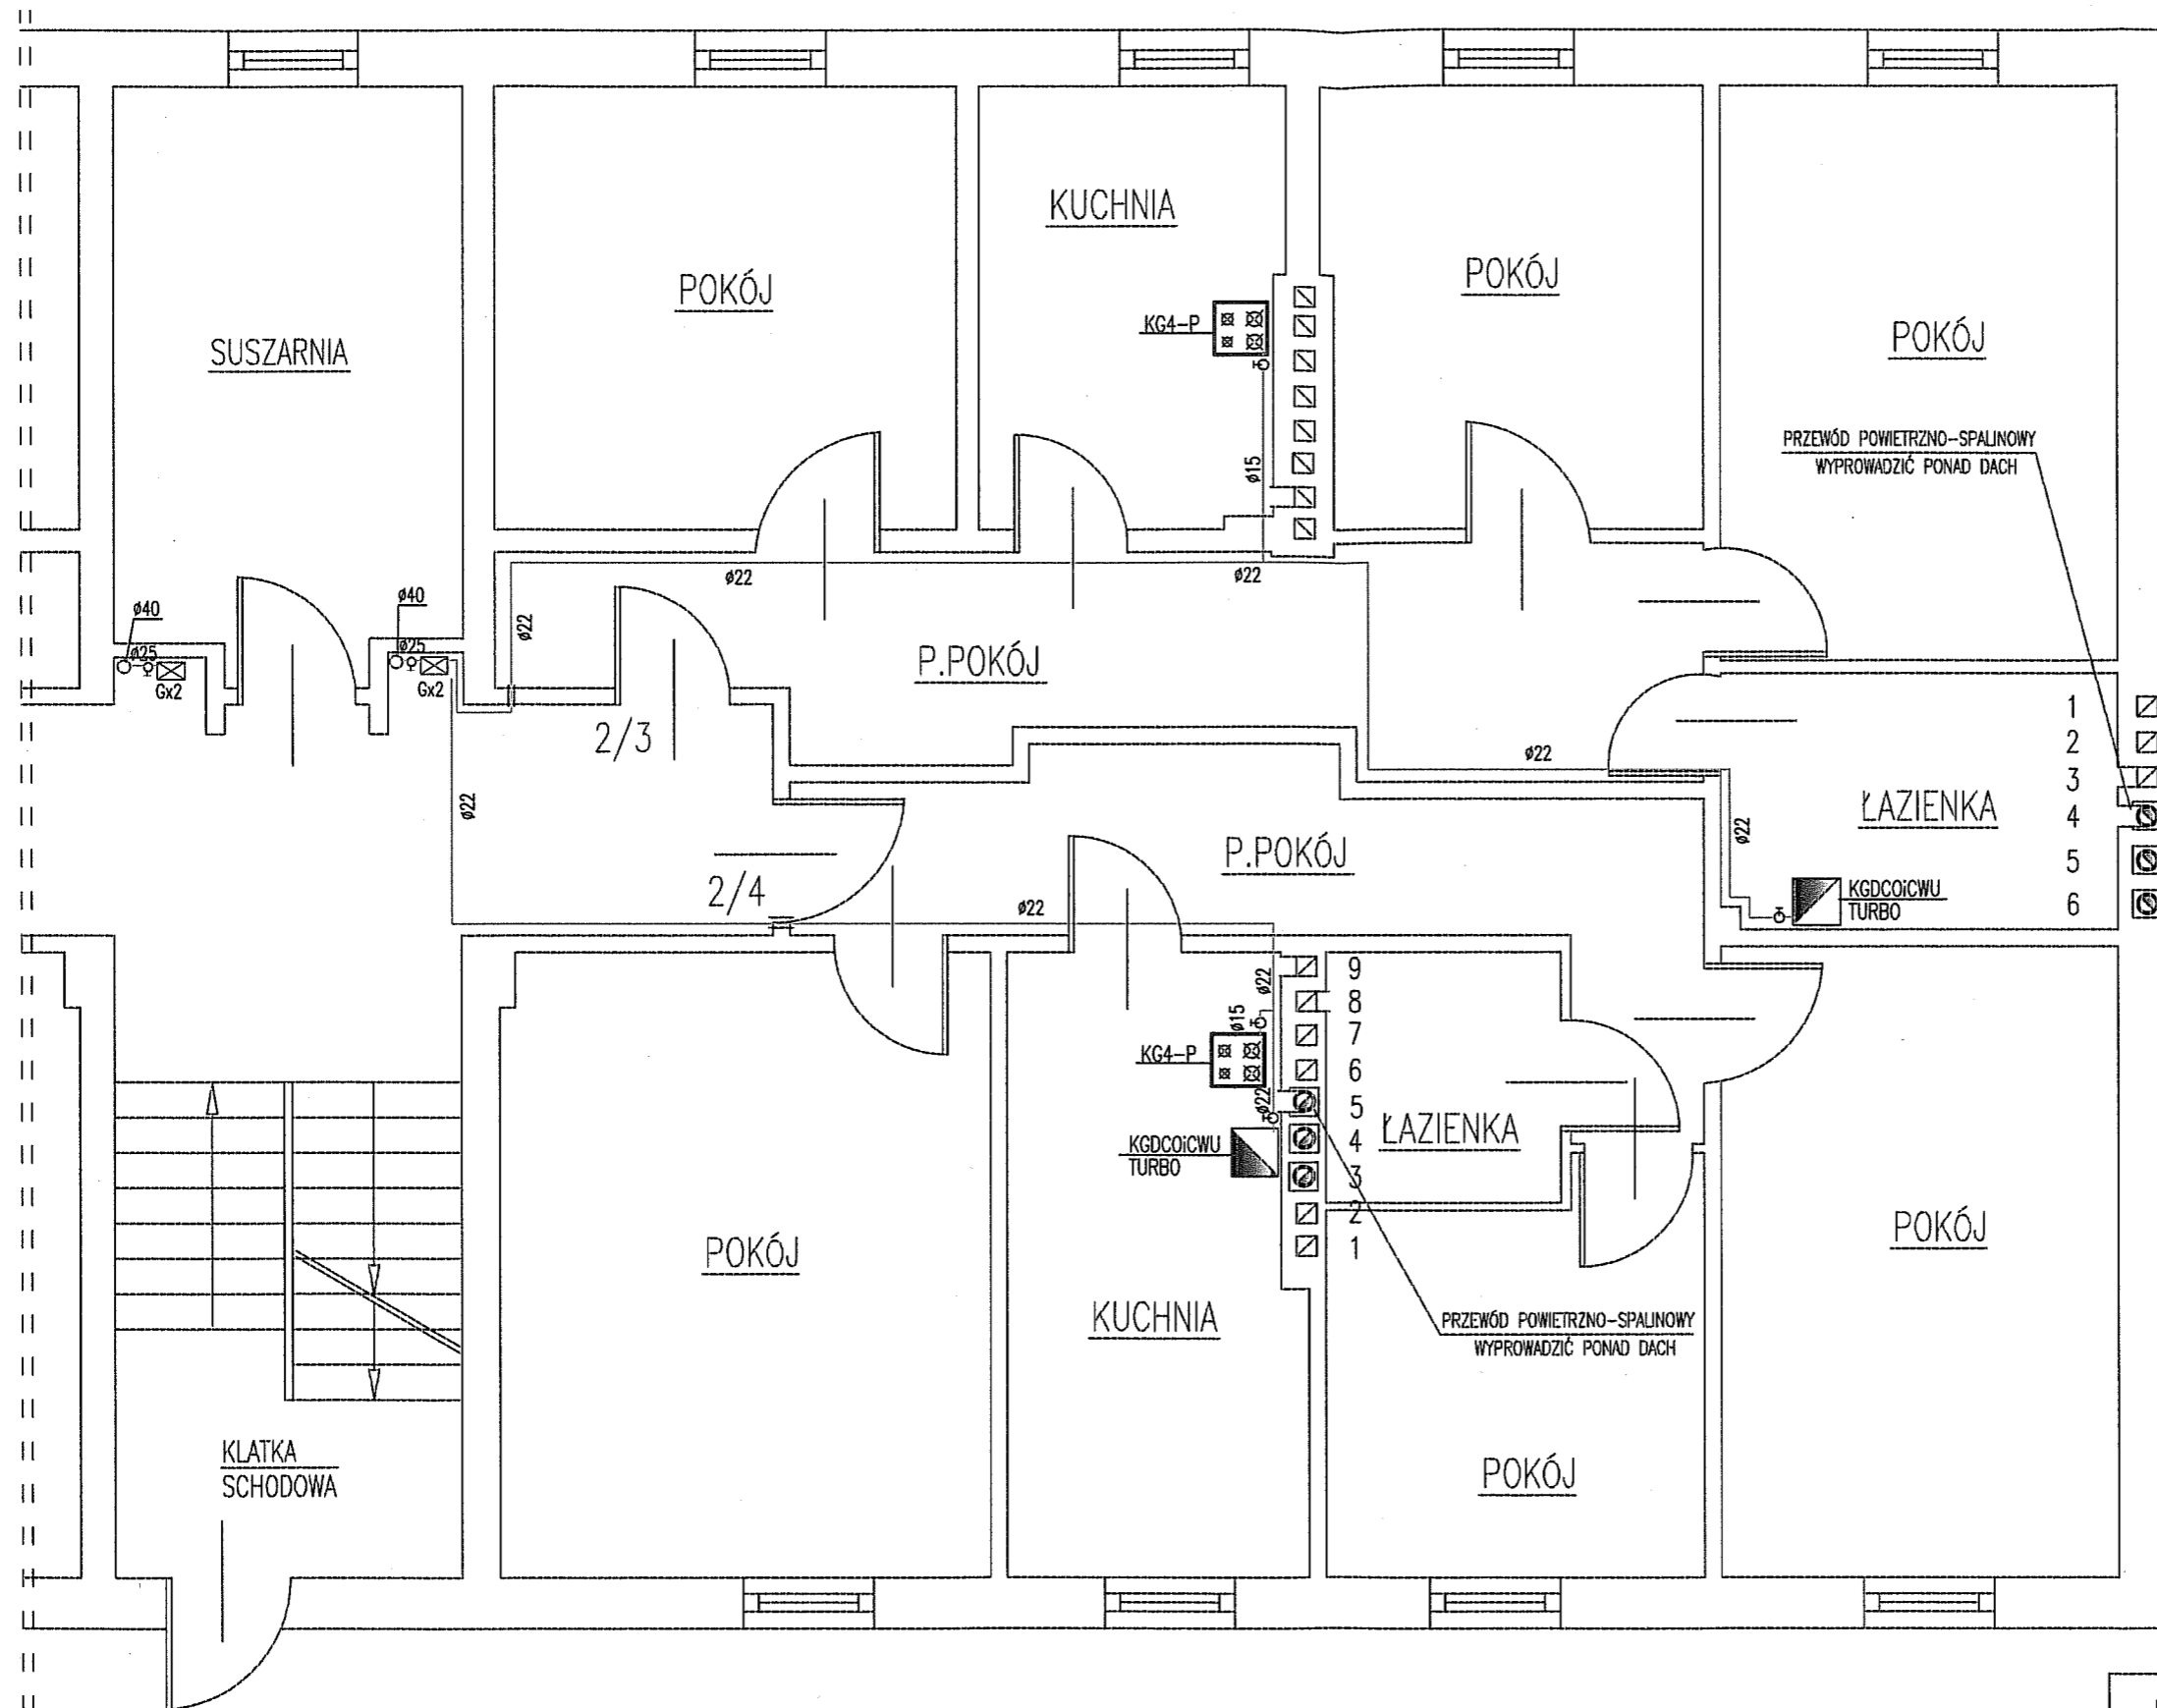 KUCHNIA
POKÓJ
POKÓJ
KG4-P
POKÓJ
SUSZARNIA
PRZEWÓD POWIETRZNO-SPALINOWY
WYPROWADZIĆ PONAD DACH
ø15
ø22
ø22
ø40
ø40
ø22
ø25
ø25
Gx2
Gx2
P.POKÓJ
2/3
ø22
1
2
3
4
5
6
ŁAZIENKA
ø22
ø22
KGDCOiCWU
TURBO
P.POKÓJ
2/4
ø22
ø22
ø15
9
8
7
6
5
4
3
2
1
KG4-P
ø22
ŁAZIENKA
KGDCOiCWU
TURBO
POKÓJ
POKÓJ
KUCHNIA
PRZEWÓD POWIETRZNO-SPALINOWY
WYPROWADZIĆ PONAD DACH
KLATKA
SCHODOWA
POKÓJ